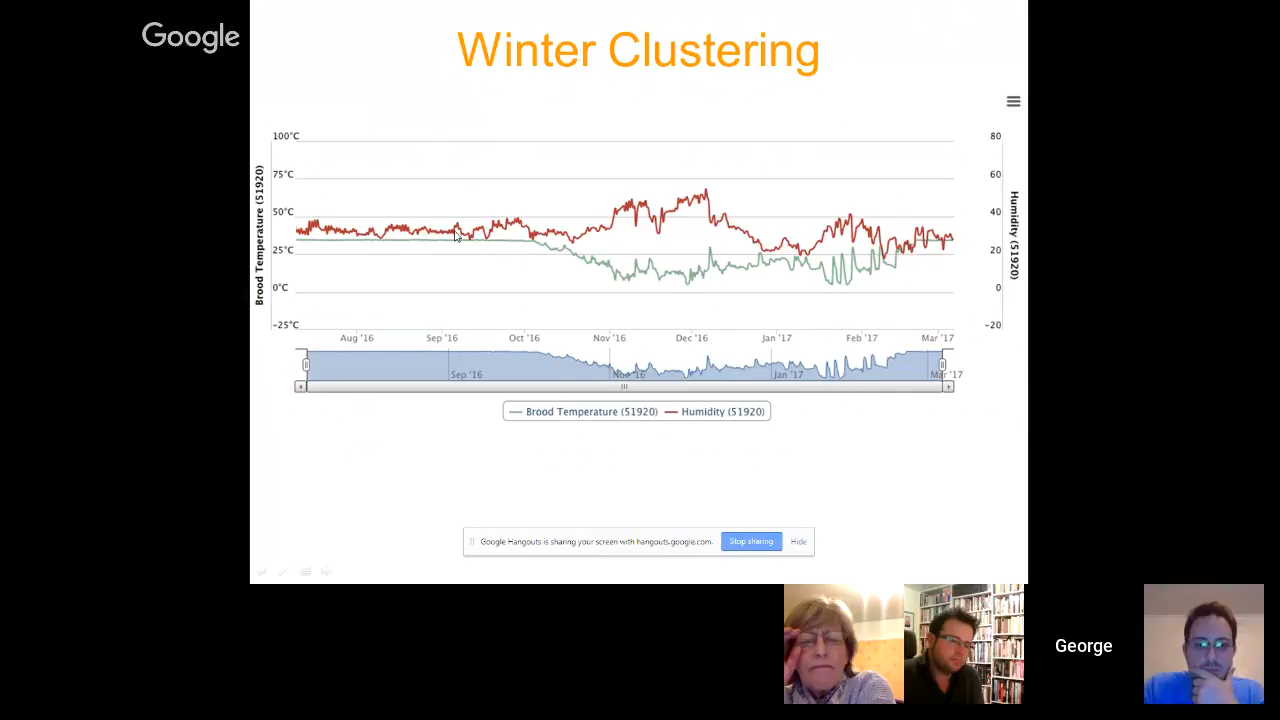 Google
Winter Clustering
100°C
75°C
50°C
25°C
0°C
−25°C
Brood Temperature (51920)
80
60
40
20
0
−20
Humidity (51920)
Aug '16
Sep '16
Oct '16
Nov '16
Dec '16
Jan '17
Feb '17
Mar '17
Sep '16
Nov '16
Jan '17
Mar '17
Brood Temperature (51920)
Humidity (51920)
Google Hangouts is sharing your screen with hangouts.google.com.
Stop sharing
Hide
George